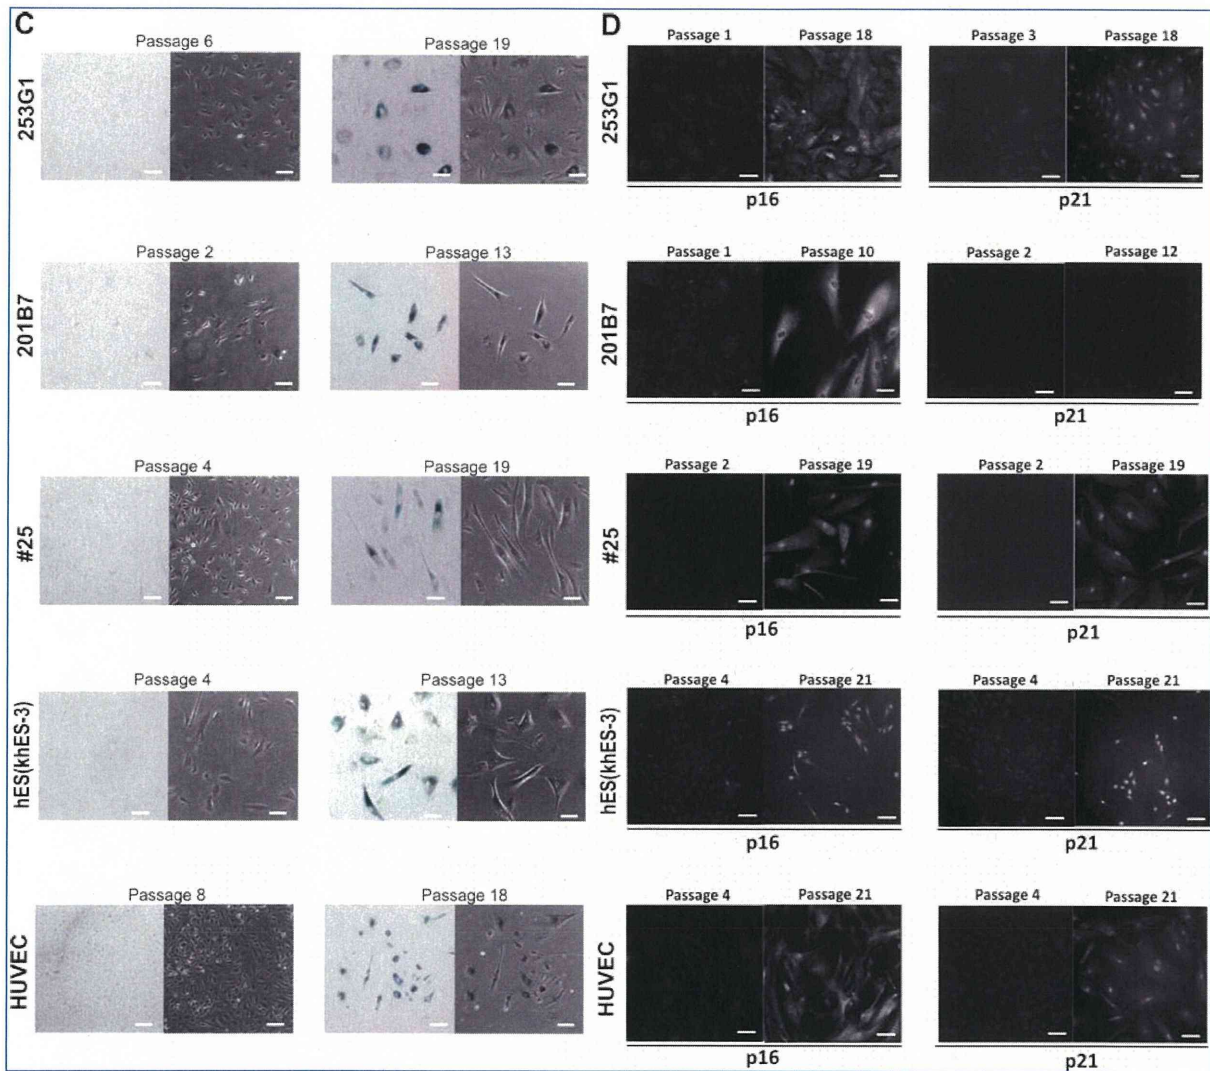 C
Passage 6 Passage 19
253G1
Passage 2 Passage 13
201B7
Passage 4 Passage 19
#25
Passage 4 Passage 13
hES(khES-3)
Passage 8 Passage 18
HUVEC
D
Passage 1 Passage 18 Passage 3 Passage 18
253G1
p16 p21
Passage 1 Passage 10 Passage 2 Passage 12
201B7
p16 p21
Passage 2 Passage 19 Passage 2 Passage 19
#25
p16 p21
Passage 4 Passage 21 Passage 4 Passage 21
hES(khES-3)
p16 p21
Passage 4 Passage 21 Passage 4 Passage 21
HUVEC
p16 p21